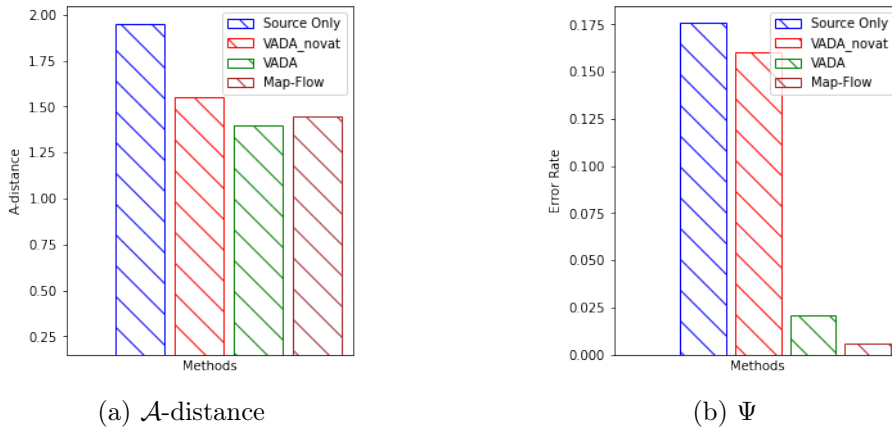 2.00
1.75
1.50
1.25
1.00
0.75
0.50
0.25
A-distance
Methods
Source Only
VADA_novat
VADA
Map-Flow
(a) 𝒜-distance
0.175
0.150
0.125
0.100
0.075
0.050
0.025
0.000
Error Rate
Methods
Source Only
VADA_novat
VADA
Map-Flow
(b) Ψ